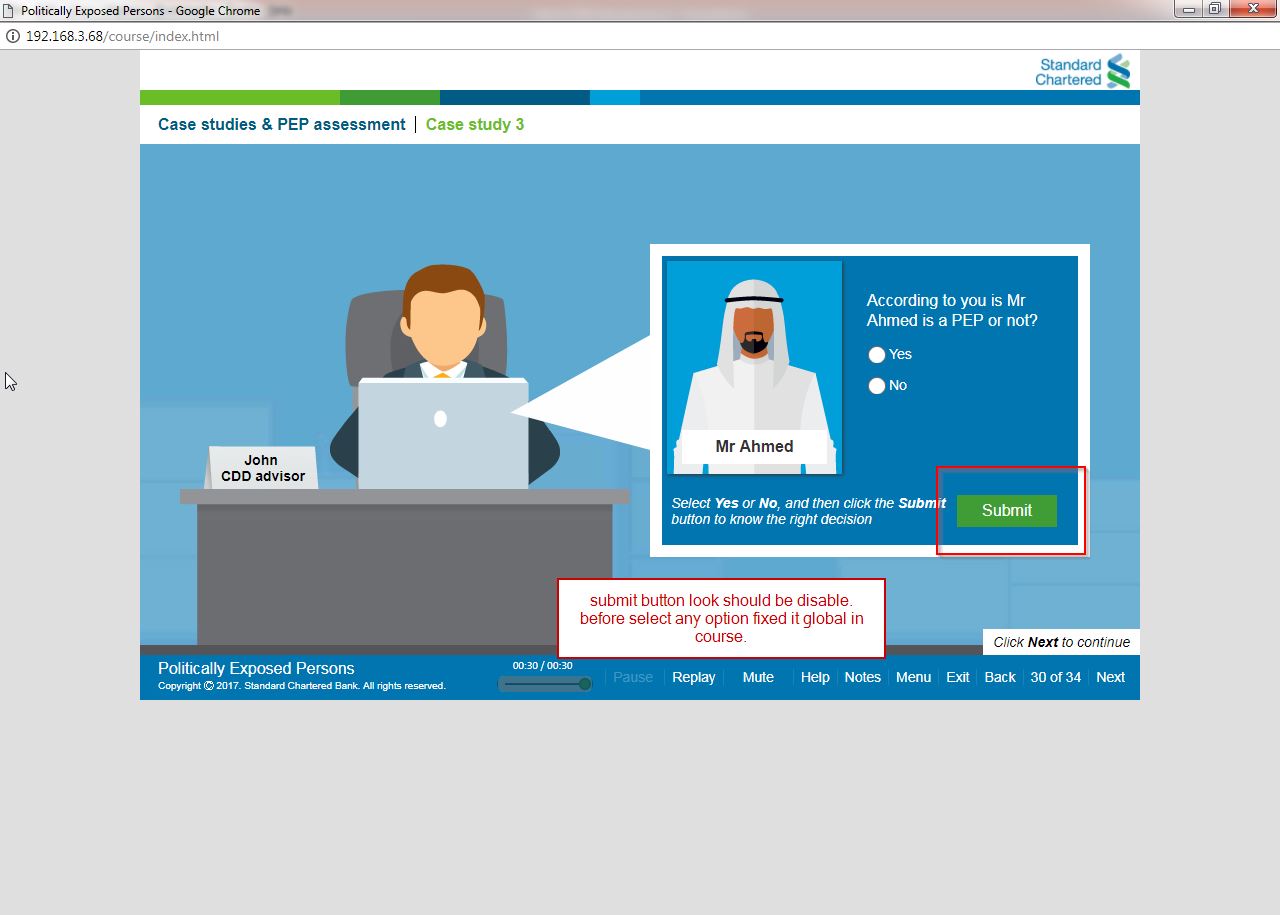 Politically Exposed Persons - Google Chrome
192.168.3.68/course/index.html
Standard
Chartered
Case studies & PEP assessment | Case study 3
According to you is Mr
Ahmed is a PEP or not?
Yes
No
Mr Ahmed
John
CDD advisor
Select Yes or No, and then click the Submit
button to know the right decision
Submit
submit button look should be disable.
before select any option fixed it global in
course.
Click Next to continue
Politically Exposed Persons
Copyright © 2017. Standard Chartered Bank. All rights reserved.
00:30 / 00:30
Pause Replay Mute Help Notes Menu Exit Back 30 of 34 Next